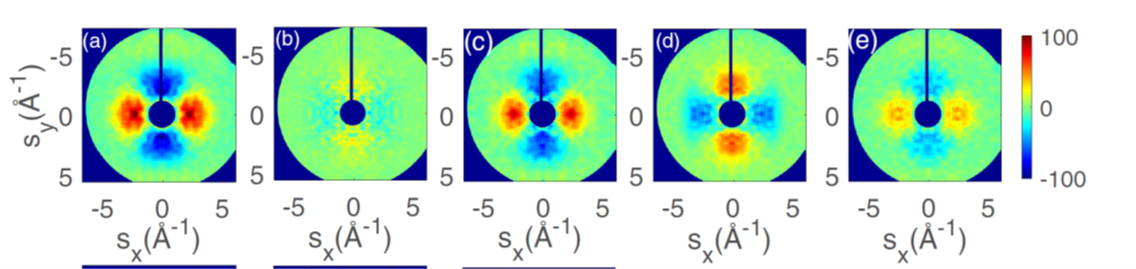 (a) (b) (c) (d) (e)
-5 -5 -5 -5 -5 100
0 0 0 0 0 0
5 5 5 5 5 -100
s_y(Å⁻¹)
-5 0 5 -5 0 5 -5 0 5 -5 0 5 -5 0 5
s_x(Å⁻¹) s_x(Å⁻¹) s_x(Å⁻¹) s_x(Å⁻¹) s_x(Å⁻¹)